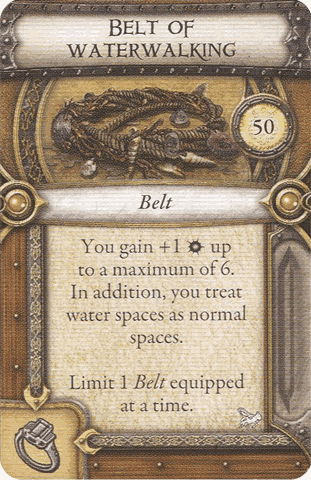 BELT OF
WATERWALKING
50
Belt
You gain +1 up
to a maximum of 6.
In addition, you treat
water spaces as normal
spaces.
Limit 1 Belt equipped
at a time.